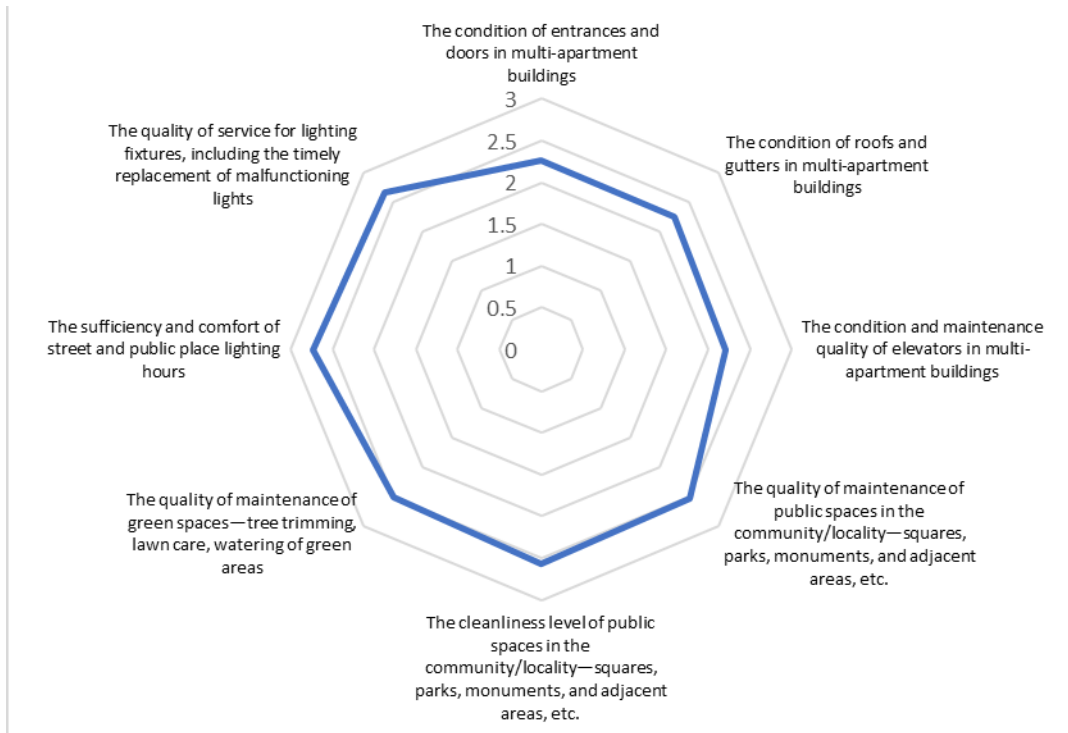 The condition of entrances and
doors in multi-apartment
buildings
3
2.5
2
1.5
1
0.5
0
The condition of roofs and
gutters in multi-apartment
buildings
The condition and maintenance
quality of elevators in multi-
apartment buildings
The quality of maintenance of
public spaces in the
community/locality—squares,
parks, monuments, and adjacent
areas, etc.
The cleanliness level of public
spaces in the
community/locality—squares,
parks, monuments, and adjacent
areas, etc.
The quality of maintenance of
green spaces—tree trimming,
lawn care, watering of green
areas
The sufficiency and comfort of
street and public place lighting
hours
The quality of service for lighting
fixtures, including the timely
replacement of malfunctioning
lights